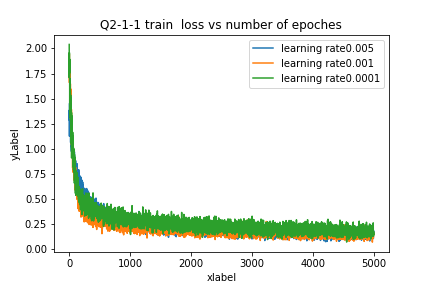 Q2-1-1 train  loss vs number of epoches
learning rate0.005
learning rate0.001
learning rate0.0001
2.00
1.75
1.50
1.25
1.00
0.75
0.50
0.25
0.00
yLabel
0 1000 2000 3000 4000 5000
xlabel